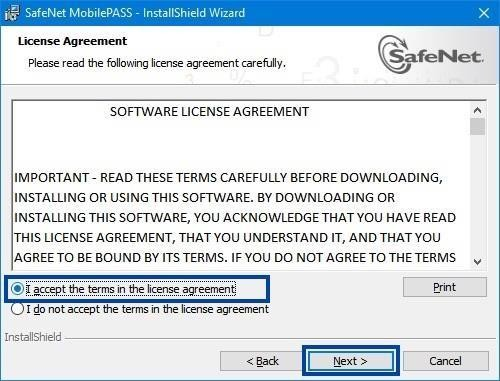 SafeNet MobilePASS - InstallShield Wizard
License Agreement
Please read the following license agreement carefully.
SafeNet.
SOFTWARE LICENSE AGREEMENT
IMPORTANT - READ THESE TERMS CAREFULLY BEFORE DOWNLOADING,
INSTALLING OR USING THIS SOFTWARE. BY DOWNLOADING OR
INSTALLING THIS SOFTWARE, YOU ACKNOWLEDGE THAT YOU HAVE READ
THIS LICENSE AGREEMENT, THAT YOU UNDERSTAND IT, AND THAT YOU
AGREE TO BE BOUND BY ITS TERMS. IF YOU DO NOT AGREE TO THE TERMS
I accept the terms in the license agreement
Print
I do not accept the terms in the license agreement
InstallShield
< Back
Next >
Cancel